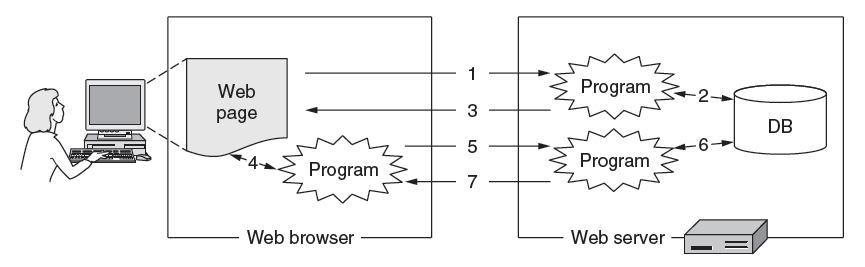 1
Program
2
Web
page
3
DB
5
Program
6
4
Program
7
Web browser
Web server